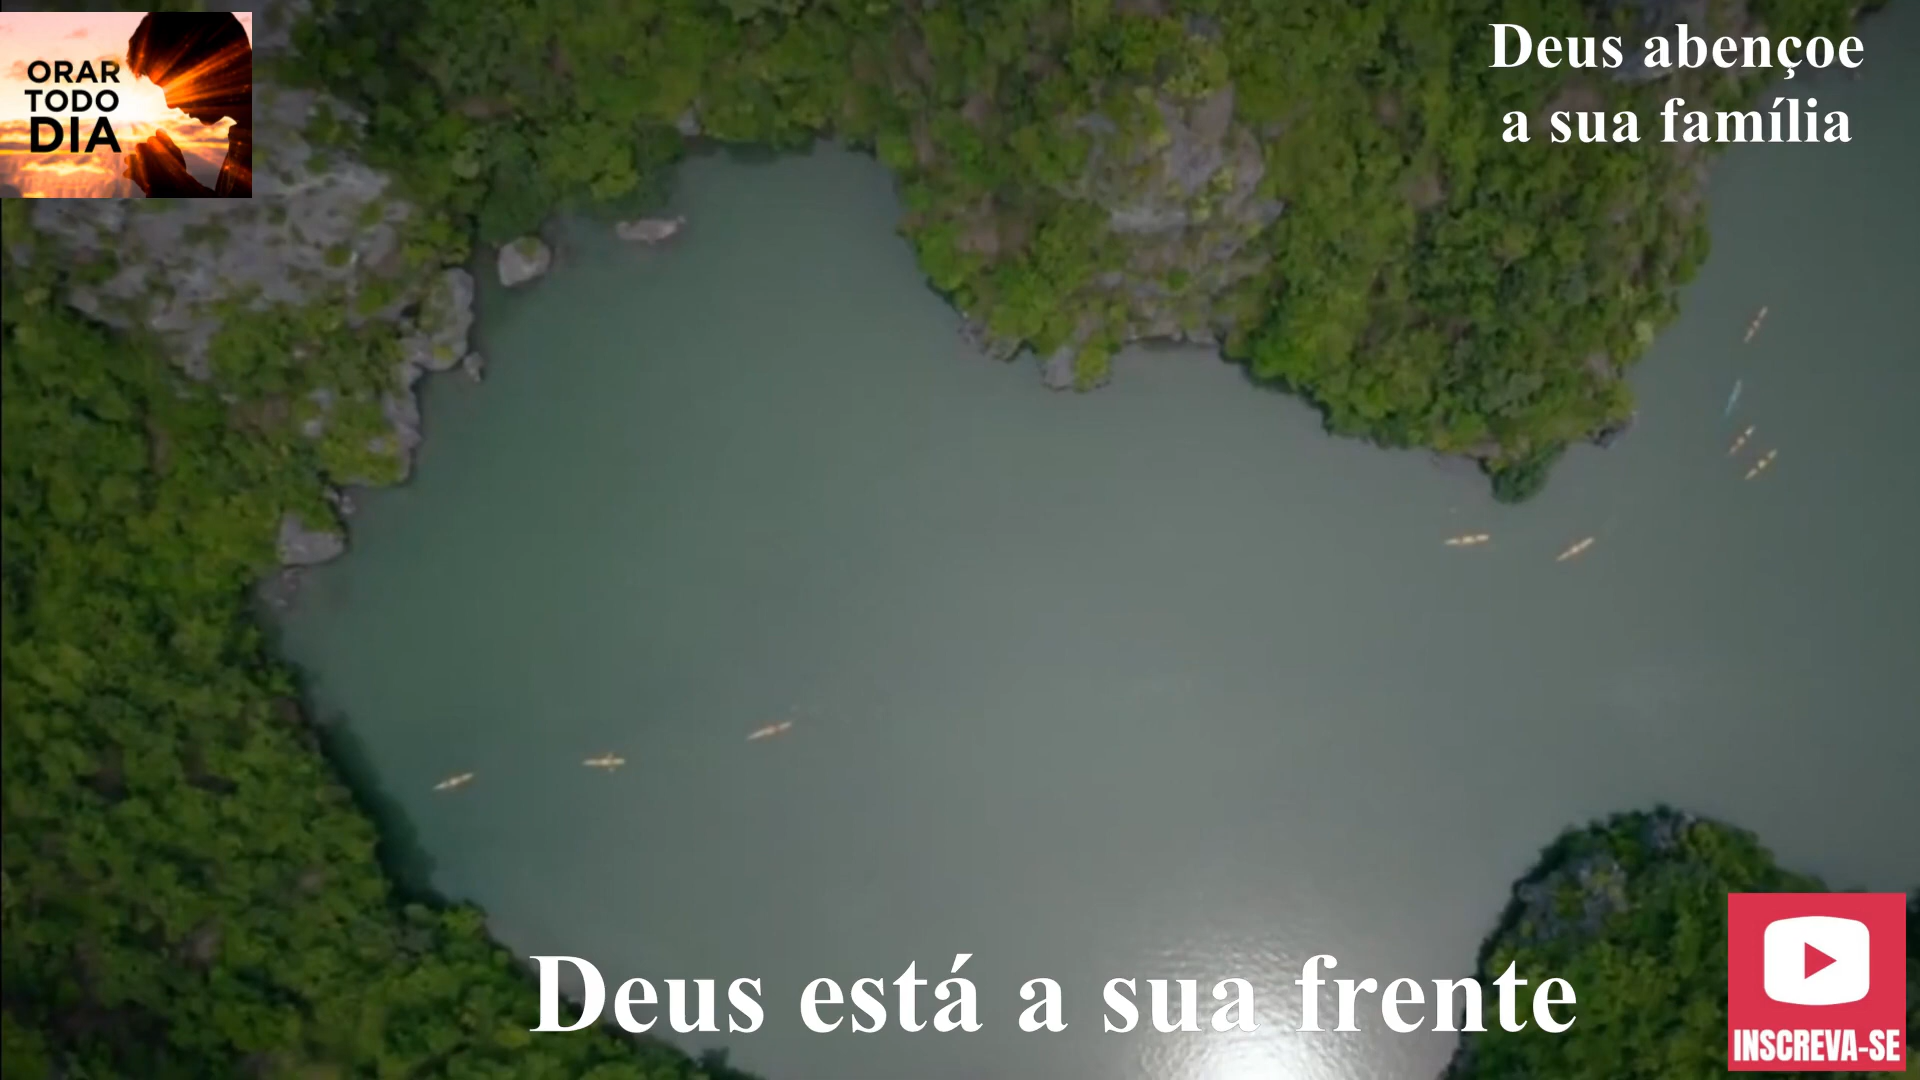 ORAR
TODO
DIA
Deus abençoe
a sua família
Deus está a sua frente
INSCREVA-SE